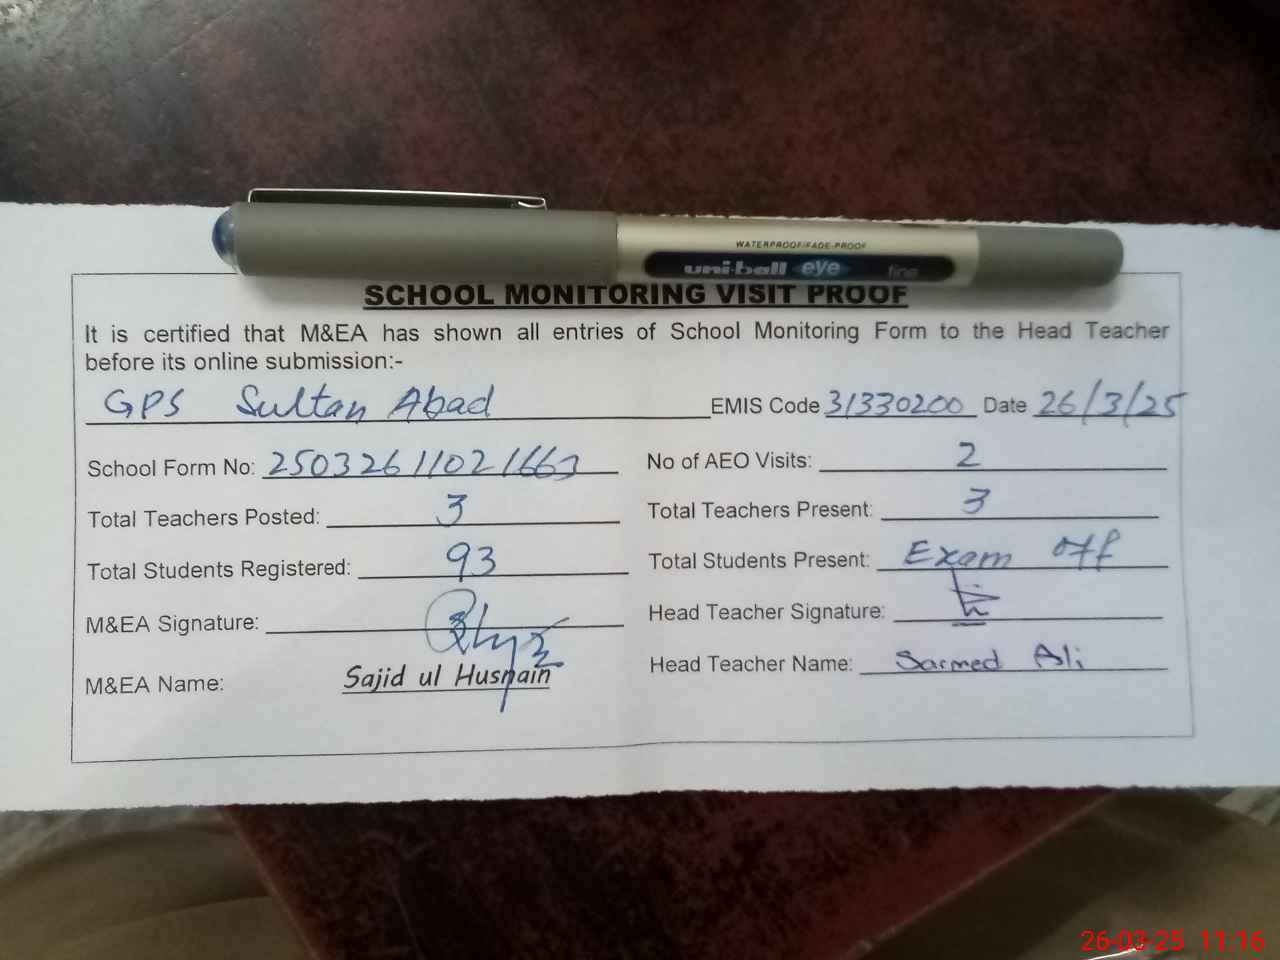 WATERPROOF/FADE-PROOF
uni-ball eye fine
SCHOOL MONITORING VISIT PROOF
It is certified that M&EA has shown all entries of School Monitoring Form to the Head Teacher
before its online submission:-
GPS Sultan Abad EMIS Code 31330200 Date 26/3/25
School Form No: 25032611021663 No of AEO Visits: 2
Total Teachers Posted: 3 Total Teachers Present: 3
Total Students Registered: 93 Total Students Present: Exam off
M&EA Signature: Head Teacher Signature:
M&EA Name: Sajid ul Husnain Head Teacher Name: Sarmed Ali
26-03-25 11:16